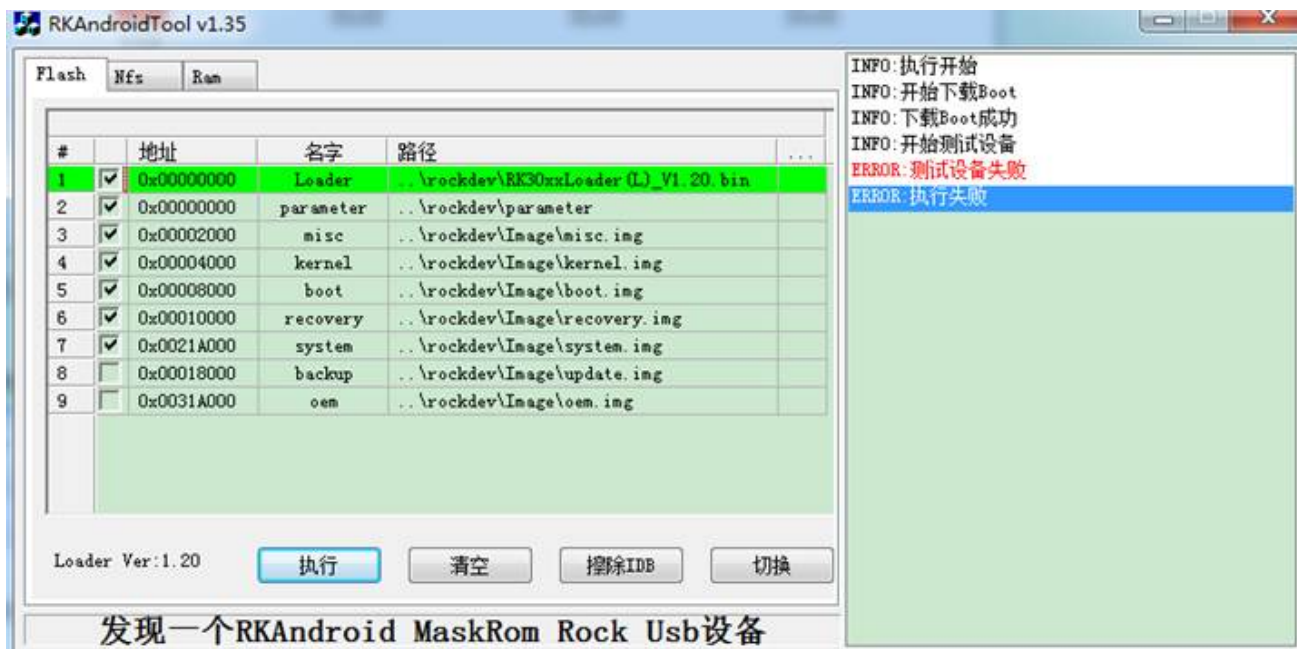 RKAndroidTool v1.35
Flash Nfs Ram
# 地址 名字 路径 ...
1 0x00000000 Loader ..\rockdev\RK30xxLoader(L)_V1.20.bin
2 0x00000000 parameter ..\rockdev\parameter
3 0x00002000 misc ..\rockdev\Image\misc.img
4 0x00004000 kernel ..\rockdev\Image\kernel.img
5 0x00008000 boot ..\rockdev\Image\boot.img
6 0x00010000 recovery ..\rockdev\Image\recovery.img
7 0x0021A000 system ..\rockdev\Image\system.img
8 0x00018000 backup ..\rockdev\Image\update.img
9 0x0031A000 oem ..\rockdev\Image\oem.img
Loader Ver:1.20 执行 清空 擦除IDB 切换
发现一个RKAndroid MaskRom Rock Usb设备
INFO:执行开始
INFO:开始下载Boot
INFO:下载Boot成功
INFO:开始测试设备
ERROR:测试设备失败
ERROR:执行失败